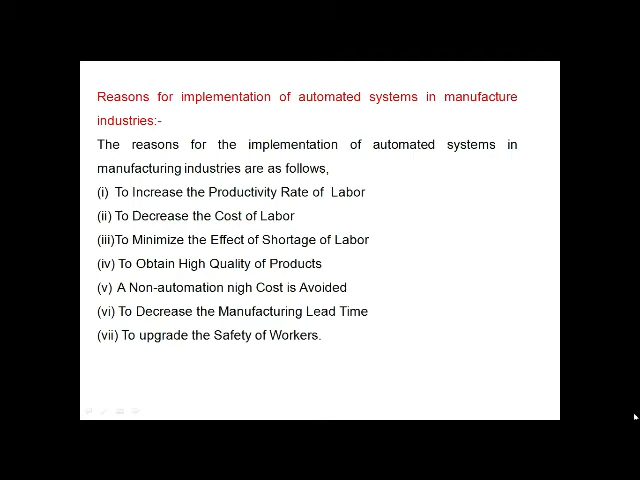 Reasons for implementation of automated systems in manufacture
industries:-
The reasons for the implementation of automated systems in
manufacturing industries are as follows,
(i) To Increase the Productivity Rate of Labor
(ii) To Decrease the Cost of Labor
(iii)To Minimize the Effect of Shortage of Labor
(iv) To Obtain High Quality of Products
(v) A Non-automation nigh Cost is Avoided
(vi) To Decrease the Manufacturing Lead Time
(vii) To upgrade the Safety of Workers.